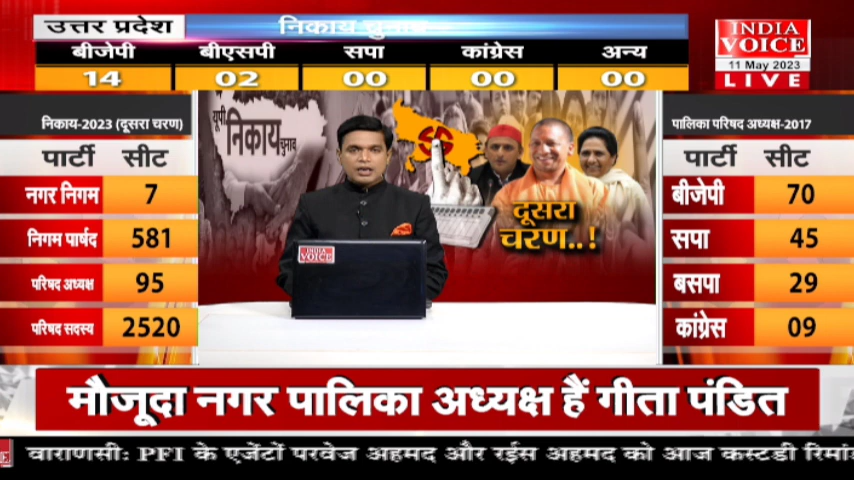 उत्तर प्रदेश
निकाय चुनाव
बीजेपी बीएसपी सपा कांग्रेस अन्य
14 02 00 00 00
INDIA
VOICE
11 May 2023
LIVE
निकाय-2023 (दूसरा चरण)
पार्टी सीट
नगर निगम 7
निगम पार्षद 581
परिषद अध्यक्ष 95
परिषद सदस्य 2520
यूपी
निकाय
चुनाव
दूसरा
चरण..!
INDIA
VOICE
पालिका परिषद अध्यक्ष-2017
पार्टी सीट
बीजेपी 70
सपा 45
बसपा 29
कांग्रेस 09
मौजूदा नगर पालिका अध्यक्ष हैं गीता पंडित
वाराणसी: PFI के एजेंटों परवेज अहमद और रईस अहमद को आज कस्टडी रिमांड